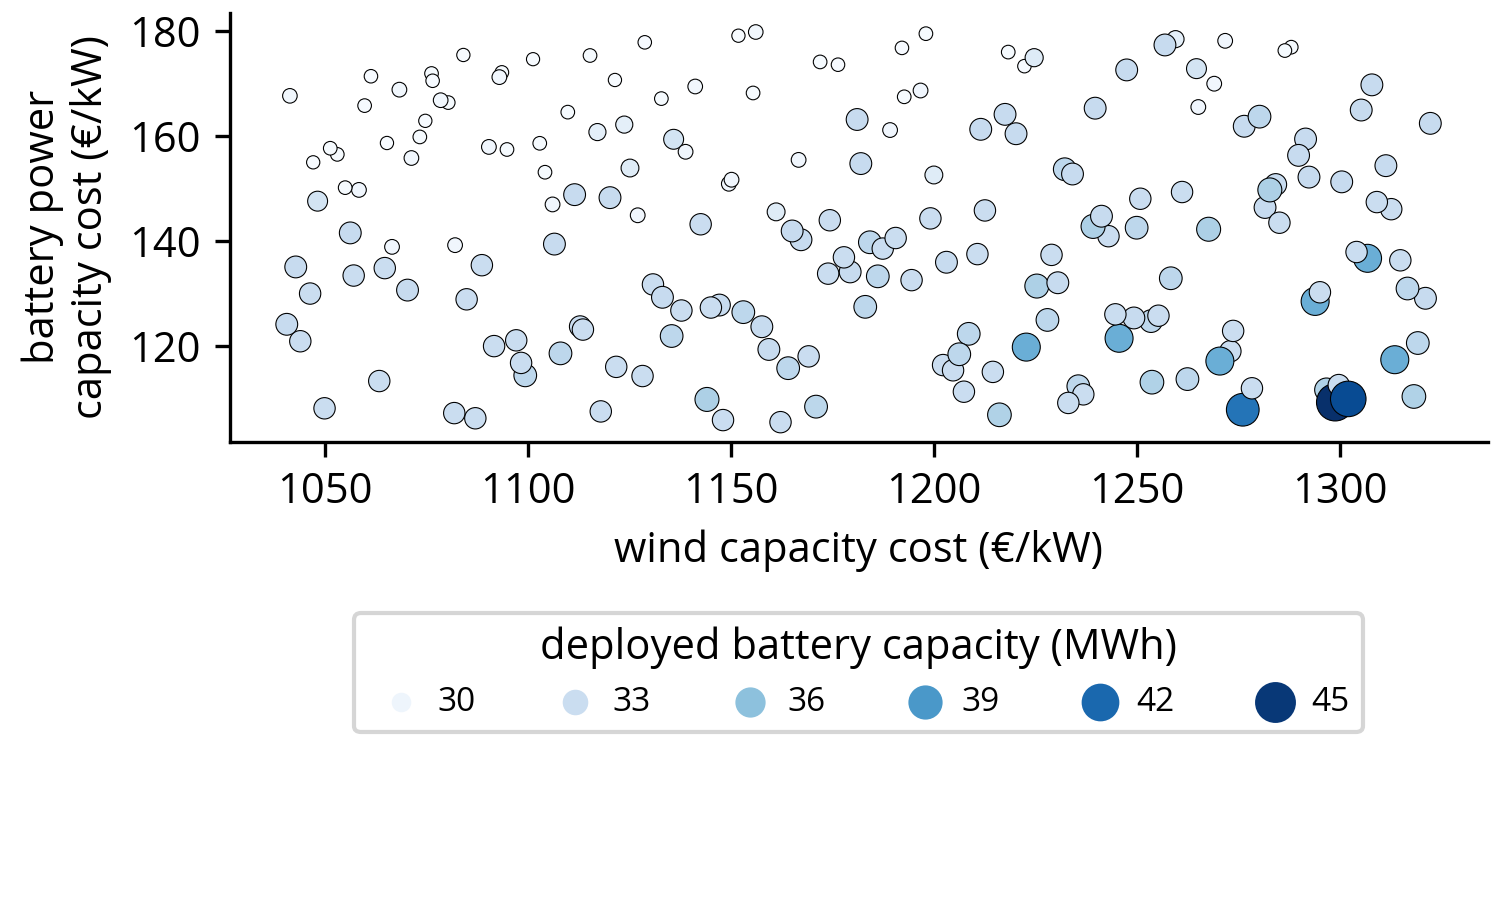 battery power
capacity cost (€/kW)
180
160
140
120
1050 1100 1150 1200 1250 1300
wind capacity cost (€/kW)
deployed battery capacity (MWh)
30 33 36 39 42 45